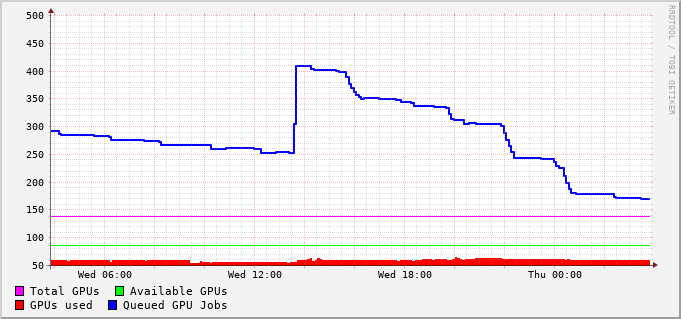 RRDTOOL / TOBI OETIKER
500
450
400
350
300
250
200
150
100
50
Wed 06:00 Wed 12:00 Wed 18:00 Thu 00:00
Total GPUs Available GPUs
GPUs used Queued GPU Jobs